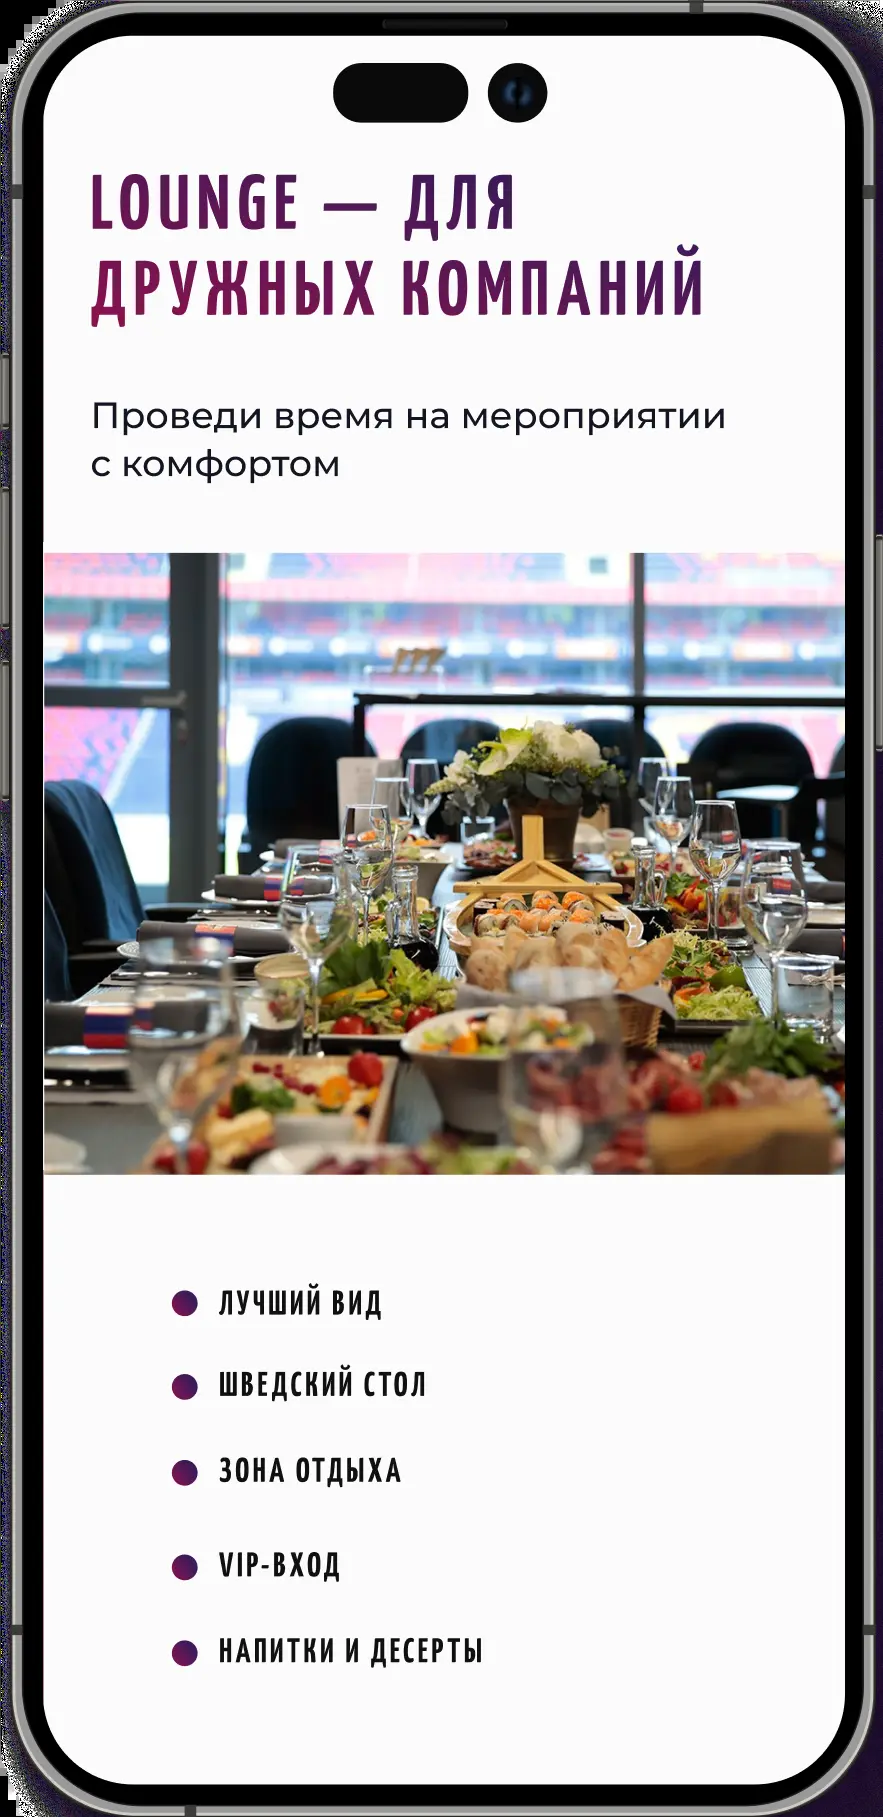 LOUNGE — ДЛЯ
ДРУЖНЫХ КОМПАНИЙ
Проведи время на мероприятии
с комфортом
ЛУЧШИЙ ВИД
ШВЕДСКИЙ СТОЛ
ЗОНА ОТДЫХА
VIP-ВХОД
НАПИТКИ И ДЕСЕРТЫ